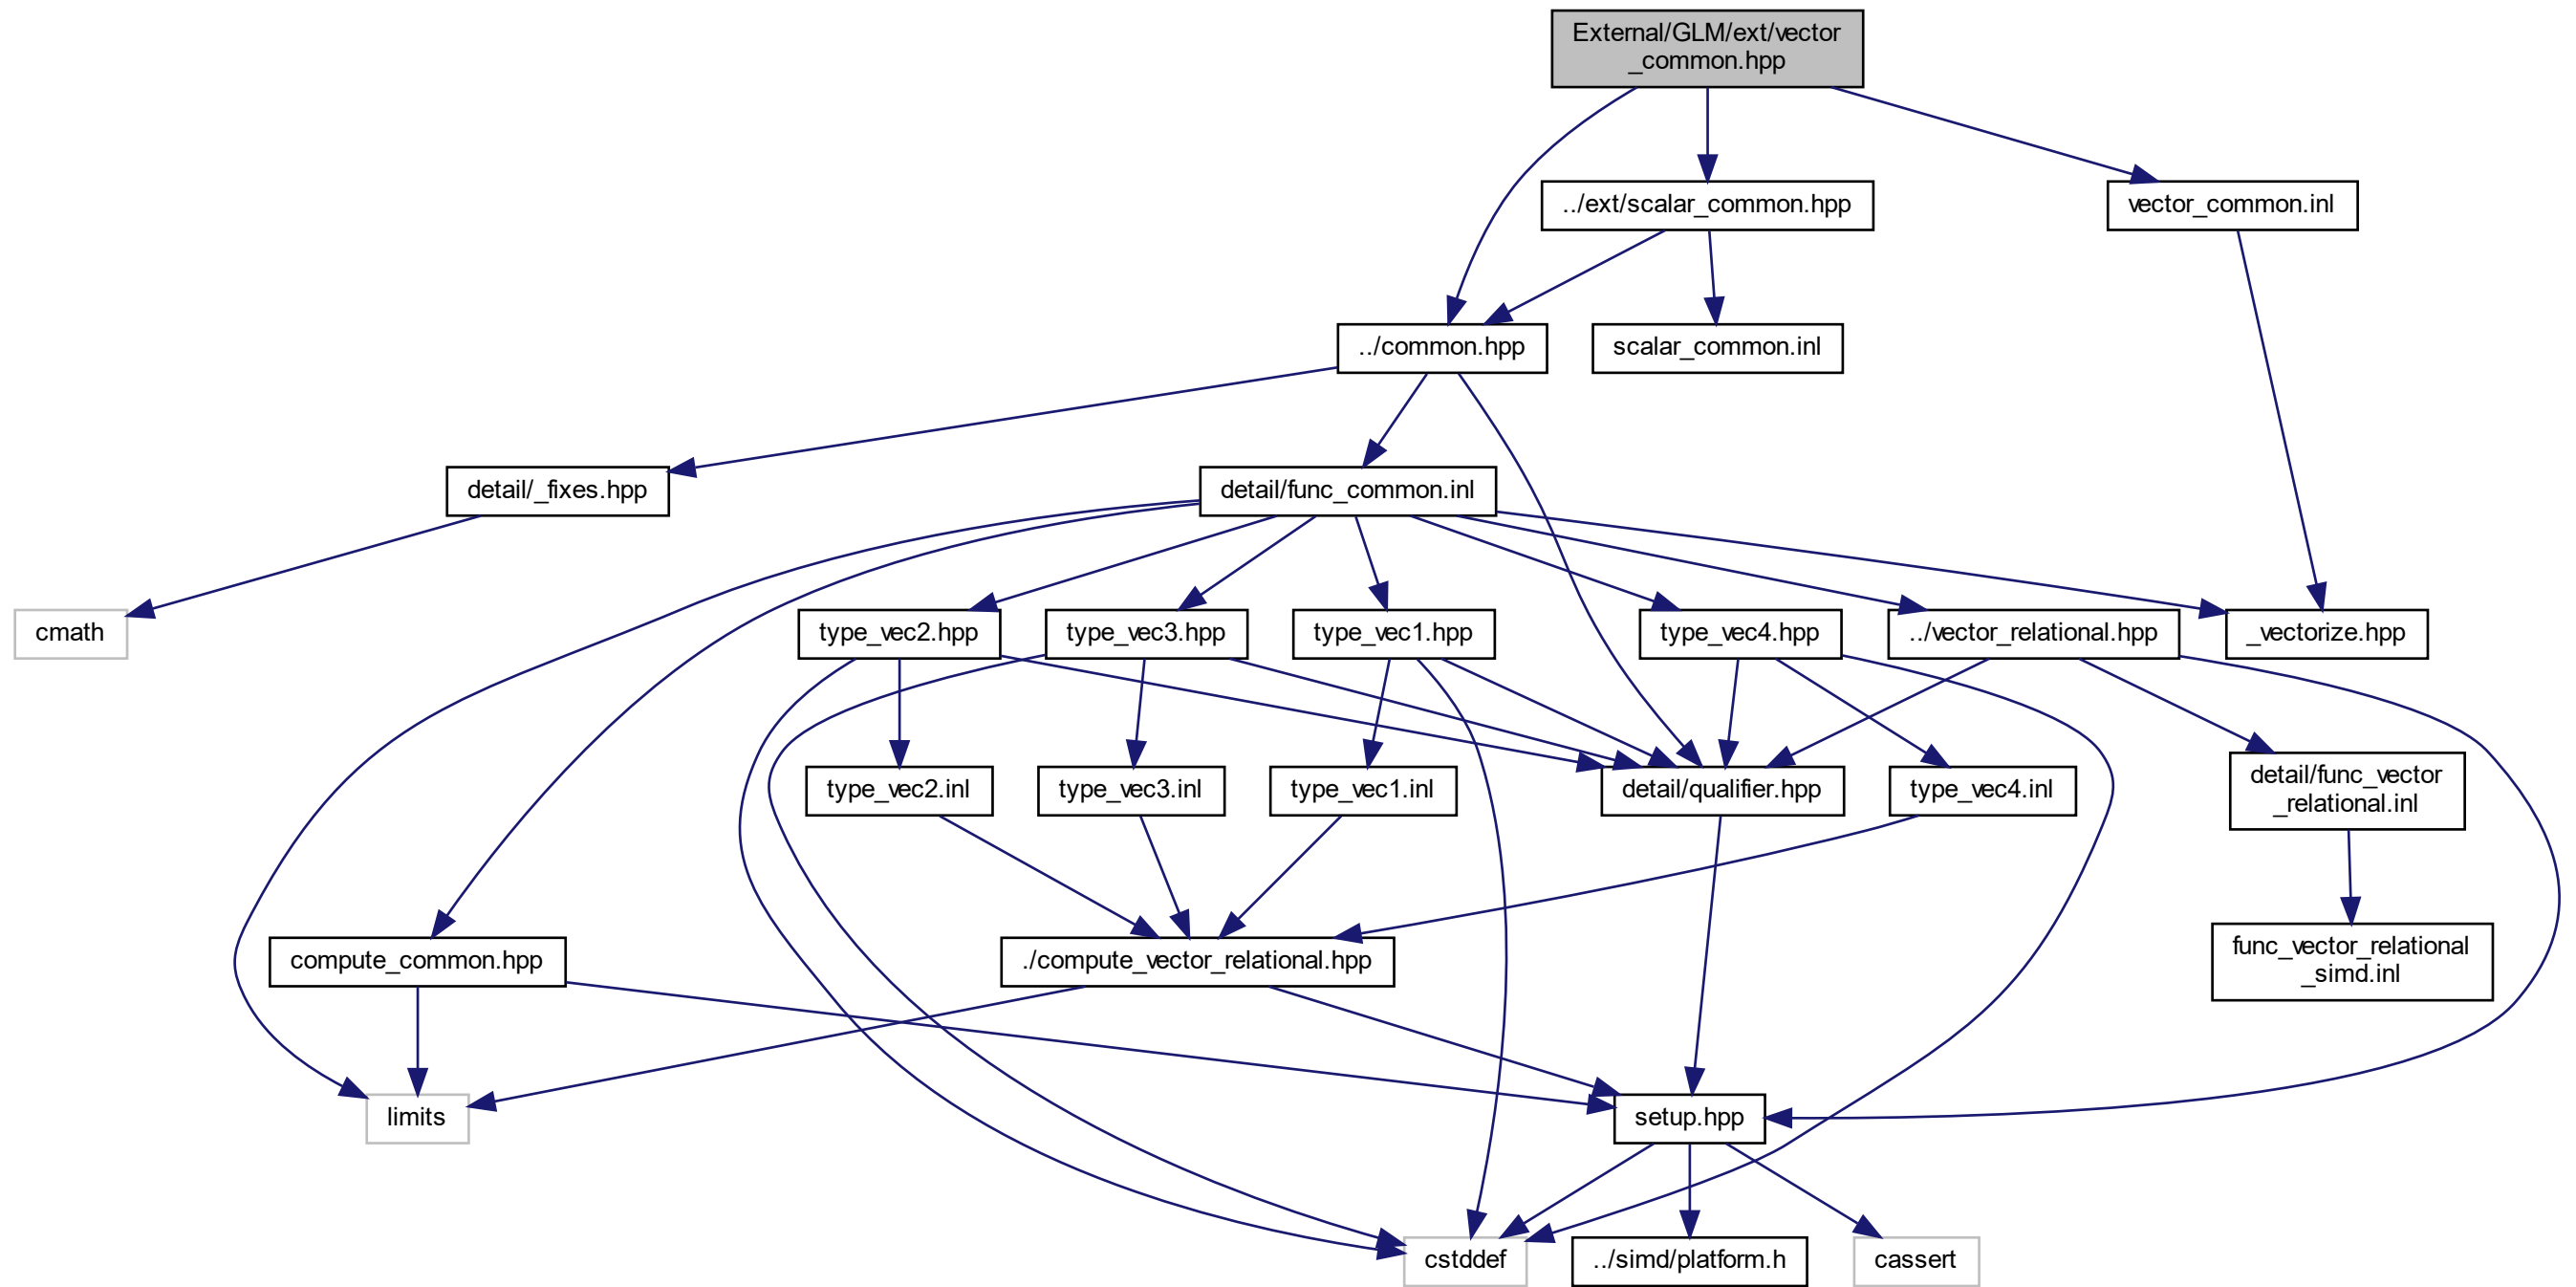 External/GLM/ext/vector
_common.hpp
../ext/scalar_common.hpp
vector_common.inl
../common.hpp
scalar_common.inl
detail/_fixes.hpp
detail/func_common.inl
cmath
type_vec2.hpp
type_vec3.hpp
type_vec1.hpp
type_vec4.hpp
../vector_relational.hpp
_vectorize.hpp
type_vec2.inl
type_vec3.inl
type_vec1.inl
detail/qualifier.hpp
type_vec4.inl
detail/func_vector
_relational.inl
compute_common.hpp
./compute_vector_relational.hpp
func_vector_relational
_simd.inl
limits
setup.hpp
cstddef
../simd/platform.h
cassert